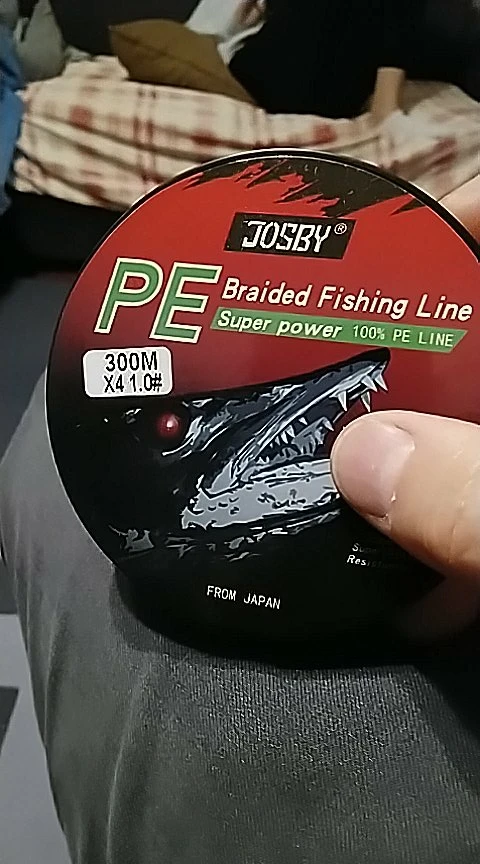 JOSBY®
PE
Braided Fishing Line
Super power 100% PE LINE
300M
X4 1.0#
FROM JAPAN